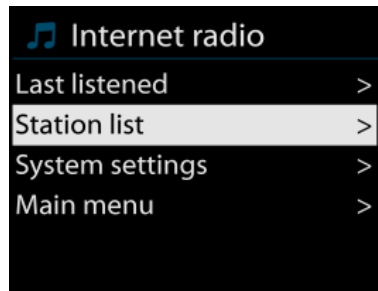 Internet radio
Last listened >
Station list >
System settings >
Main menu >